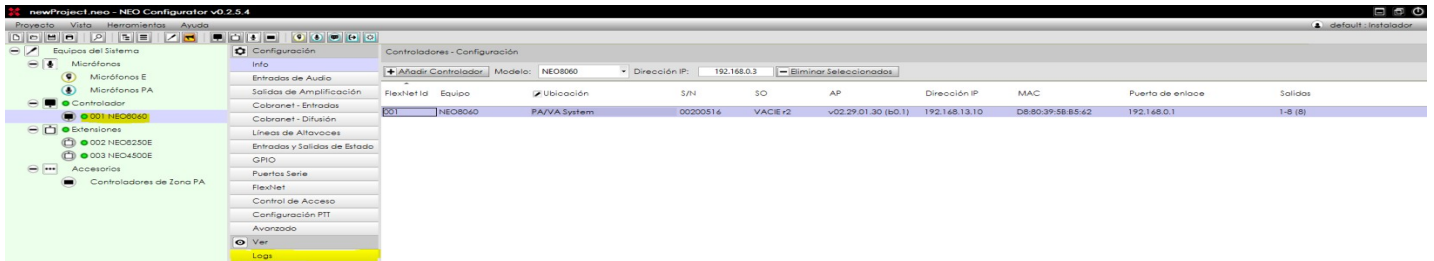 newProject.neo - NEO Configurator v0.2.5.4
Proyecto Vista Herramientas Ayuda
default : Instalador
Equipos del Sistema
Micrófonos
Micrófonos E
Micrófonos PA
Controlador
001 NEO8060
Extensiones
002 NEO8250E
003 NEO4500E
Accesorios
Controladores de Zona PA
Configuración
Info
Entradas de Audio
Salidas de Amplificación
Cobranet - Entradas
Cobranet - Difusión
Líneas de Altavoces
Entradas y Salidas de Estado
GPIO
Puertos Serie
FlexNet
Control de Acceso
Configuración PTT
Avanzado
Ver
Logs
Controladores - Configuración
Añadir Controlador Modelo: NEO8060 Dirección IP: 192.168.0.3 Eliminar Seleccionados
FlexNet Id Equipo Ubicación S/N SO AP Dirección IP MAC Puerta de enlace Salidas
001 NEO8060 PA/VA System 00200516 VACIE r2 v02.29.01.30 (b0.1) 192.168.13.10 D8:80:39:5B:B5:62 192.168.0.1 1-8 (8)